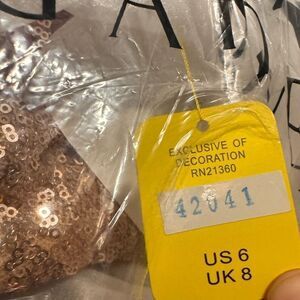 EXCLUSIVE OF
DECORATION
RN21360
42041
US 6
UK 8